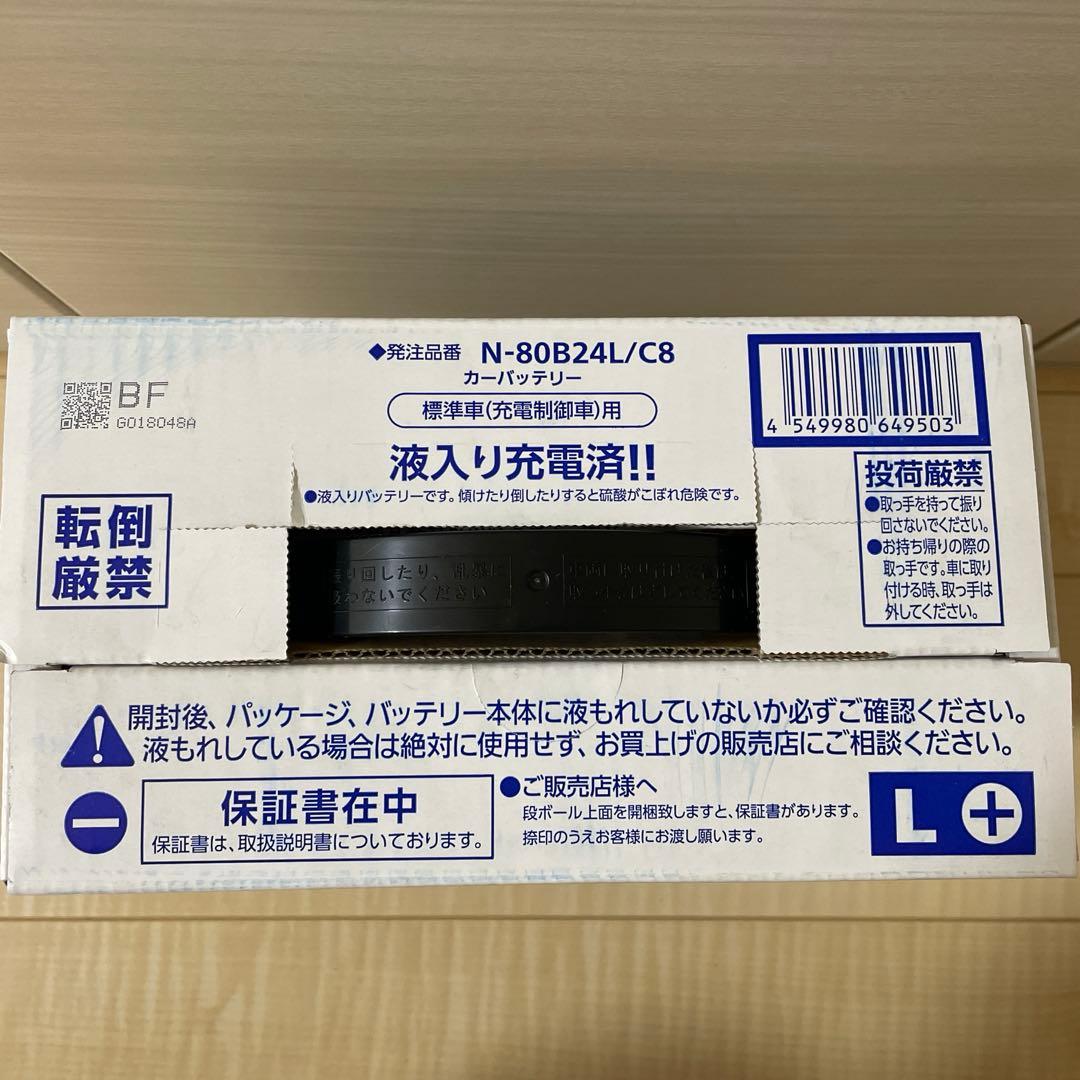 ◆発注品番 N-80B24L/C8
カーバッテリー
標準車(充電制御車)用
液入り充電済!!
●液入りバッテリーです。傾けたり倒したりすると硫酸がこぼれ危険です。
BF
G018048A
4 549980 649503
転倒
厳禁
投荷厳禁
●取っ手を持って振り
回さないでください。
●お持ち帰りの際の
取っ手です。車に取り
付ける時、取っ手は
外してください。
り回したり、
わないでください
開封後、パッケージ、バッテリー本体に液もれしていないか必ずご確認ください。
液もれしている場合は絶対に使用せず、お買上げの販売店にご相談ください。
保証書在中
保証書は、取扱説明書についております。
●ご販売店様へ
段ボール上面を開梱致しますと、保証書があります。
捺印のうえお客様にお渡し願います。
L +